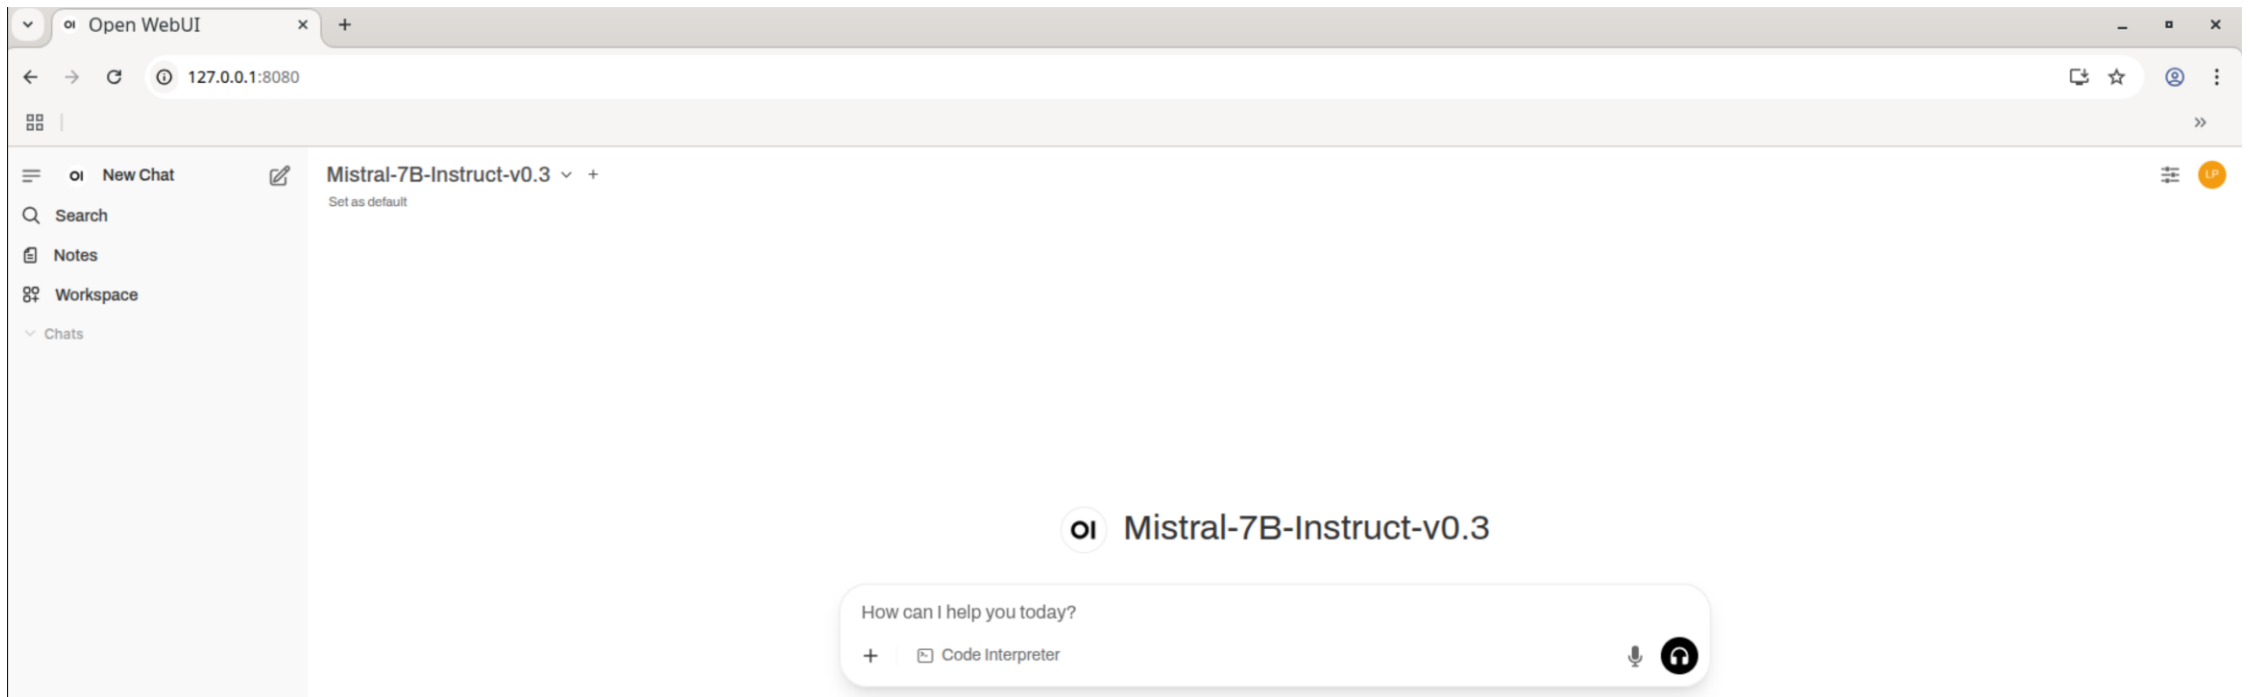 OI Open WebUI
127.0.0.1:8080
OI New Chat
Search
Notes
Workspace
Chats
Mistral-7B-Instruct-v0.3
Set as default
LP
OI Mistral-7B-Instruct-v0.3
How can I help you today?
Code Interpreter